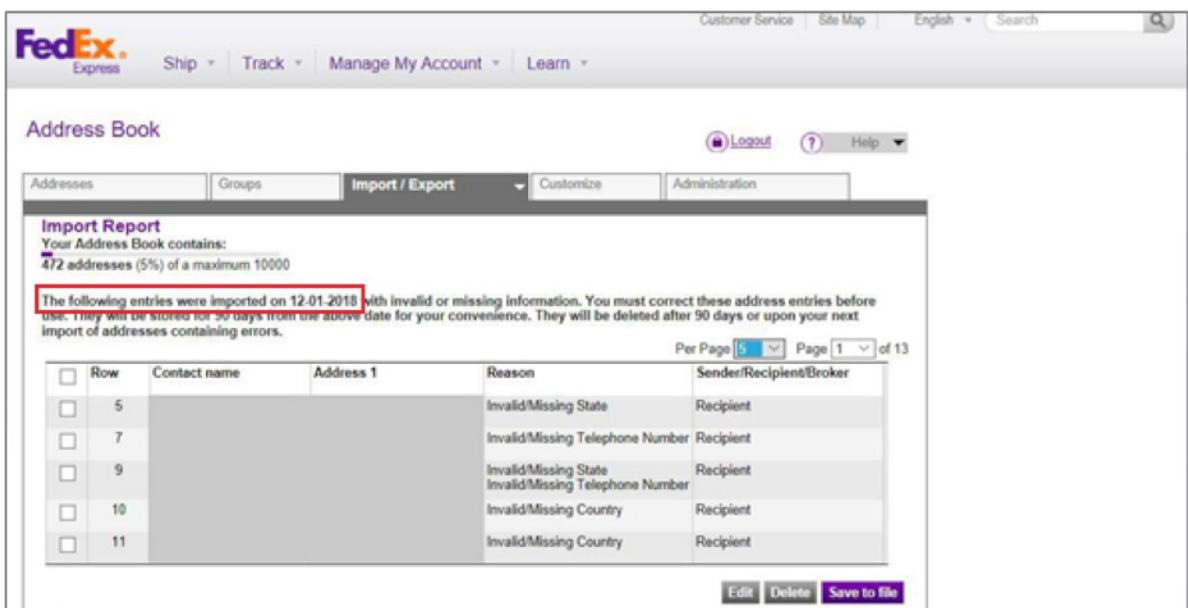 Customer Service Site Map English Search
FedEx.
Express
Ship Track Manage My Account Learn
Address Book
Logout ? Help
Addresses Groups Import / Export Customize Administration
Import Report
Your Address Book contains:
472 addresses (5%) of a maximum 10000
The following entries were imported on 12-01-2018 with invalid or missing information. You must correct these address entries before
use. They will be stored for 90 days from the above date for your convenience. They will be deleted after 90 days or upon your next
import of addresses containing errors.
Per Page 5 Page 1 of 13
Row Contact name Address 1 Reason Sender/Recipient/Broker
5 Invalid/Missing State Recipient
7 Invalid/Missing Telephone Number Recipient
9 Invalid/Missing State Recipient
Invalid/Missing Telephone Number
10 Invalid/Missing Country Recipient
11 Invalid/Missing Country Recipient
Edit Delete Save to file